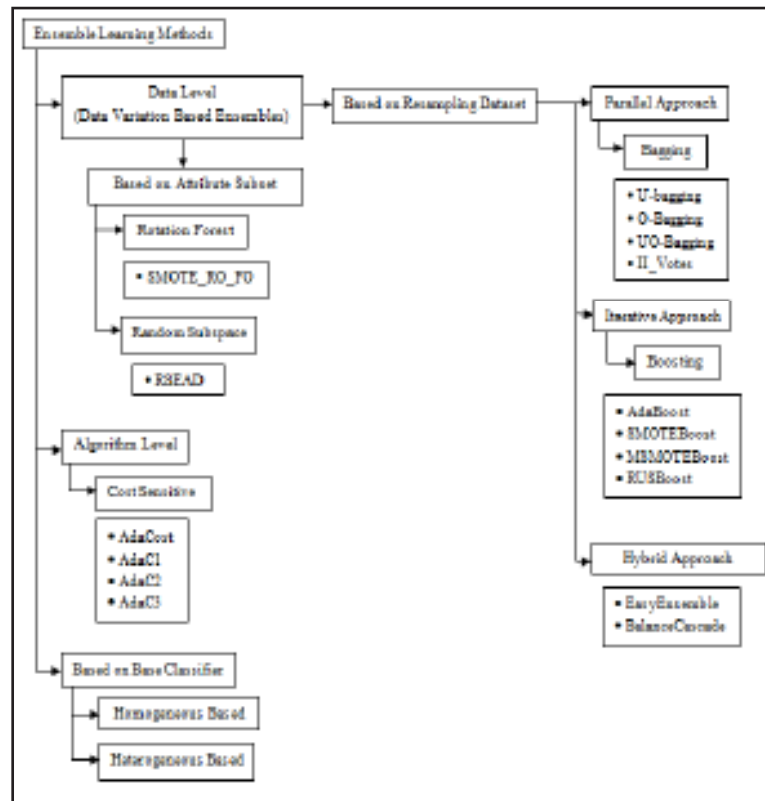 Ensemble Learning Methods
Data Level
(Data Variation Based Ensembles)
Based on Attribute Subset
Rotation Forest
• SMOTE_RO_FO
Random Subspace
• RSEAD
Algorithm Level
Cost Sensitive
• AdaCost
• AdaC1
• AdaC2
• AdaC3
Based on Base Classifier
Homogeneous Based
Heterogeneous Based
Based on Resampling Dataset
Parallel Approach
Bagging
• U-bagging
• O-Bagging
• UO-Bagging
• II_Votes
Iterative Approach
Boosting
• AdaBoost
• SMOTEBoost
• MSMOTEBoost
• RUSBoost
Hybrid Approach
• EasyEnsemble
• BalanceCascade